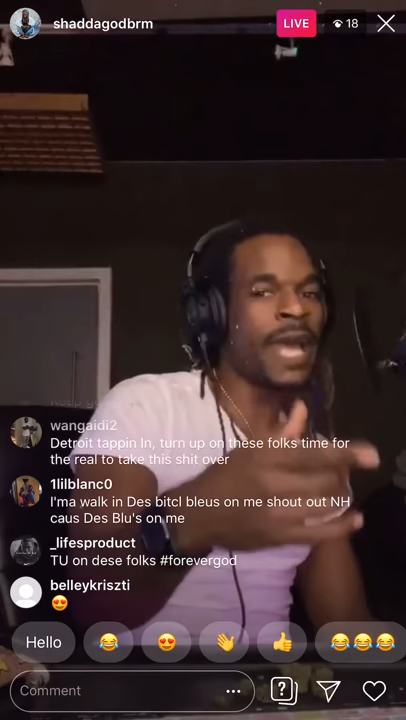 shaddagodbrm
LIVE
18
wangaidi2
Detroit tappin In, turn up on these folks time for
the real to take this shit over
1lilblanc0
I'ma walk in Des bitcl bleus on me shout out NH
caus Des Blu's on me
_lifesproduct
TU on dese folks #forevergod
belleykriszti
😍
Hello
😂
😍
👋
👍
😂😂😂
Comment